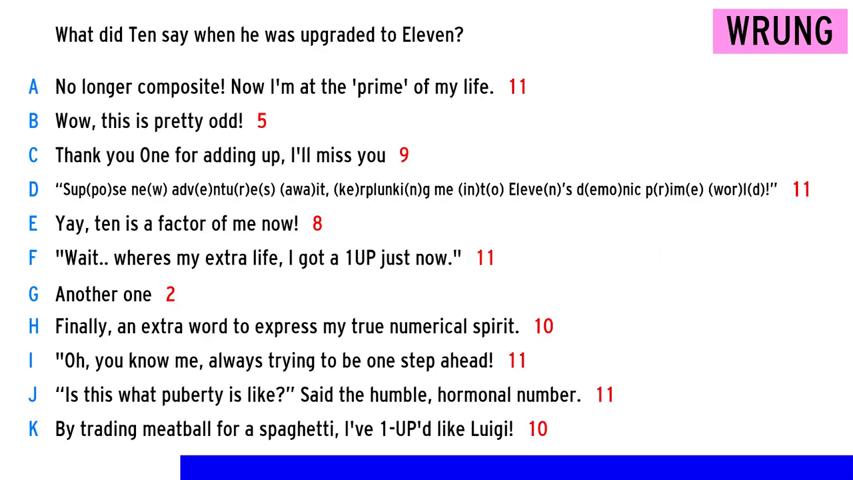 What did Ten say when he was upgraded to Eleven?
WRUNG
A No longer composite! Now I'm at the 'prime' of my life. 11
B Wow, this is pretty odd! 5
C Thank you One for adding up, I'll miss you 9
D “Sup(po)se ne(w) adv(e)ntu(r)e(s) (awa)it, (ke)rplunki(n)g me (in)t(o) Eleve(n)’s d(emo)nic p(r)im(e) (wor)l(d)!” 11
E Yay, ten is a factor of me now! 8
F "Wait.. wheres my extra life, I got a 1UP just now." 11
G Another one 2
H Finally, an extra word to express my true numerical spirit. 10
I "Oh, you know me, always trying to be one step ahead! 11
J “Is this what puberty is like?” Said the humble, hormonal number. 11
K By trading meatball for a spaghetti, I've 1-UP'd like Luigi! 10